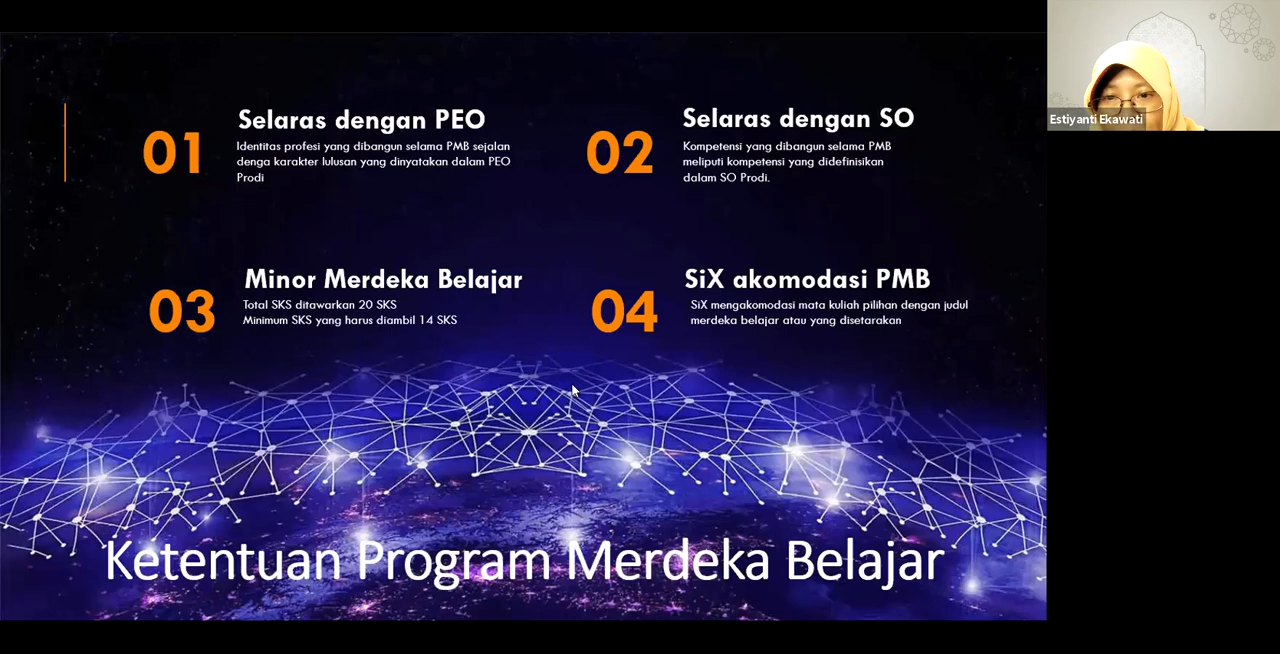 01
Selaras dengan PEO
Identitas profesi yang dibangun selama PMB sejalan
denga karakter lulusan yang dinyatakan dalam PEO
Prodi
02
Selaras dengan SO
Kompetensi yang dibangun selama PMB
meliputi kompetensi yang didefinisikan
dalam SO Prodi.
03
Minor Merdeka Belajar
Total SKS ditawarkan 20 SKS
Minimum SKS yang harus diambil 14 SKS
04
SiX akomodasi PMB
SiX mengakomodasi mata kuliah pilihan dengan judul
merdeka belajar atau yang disetarakan
Ketentuan Program Merdeka Belajar
Estiyanti Ekawati